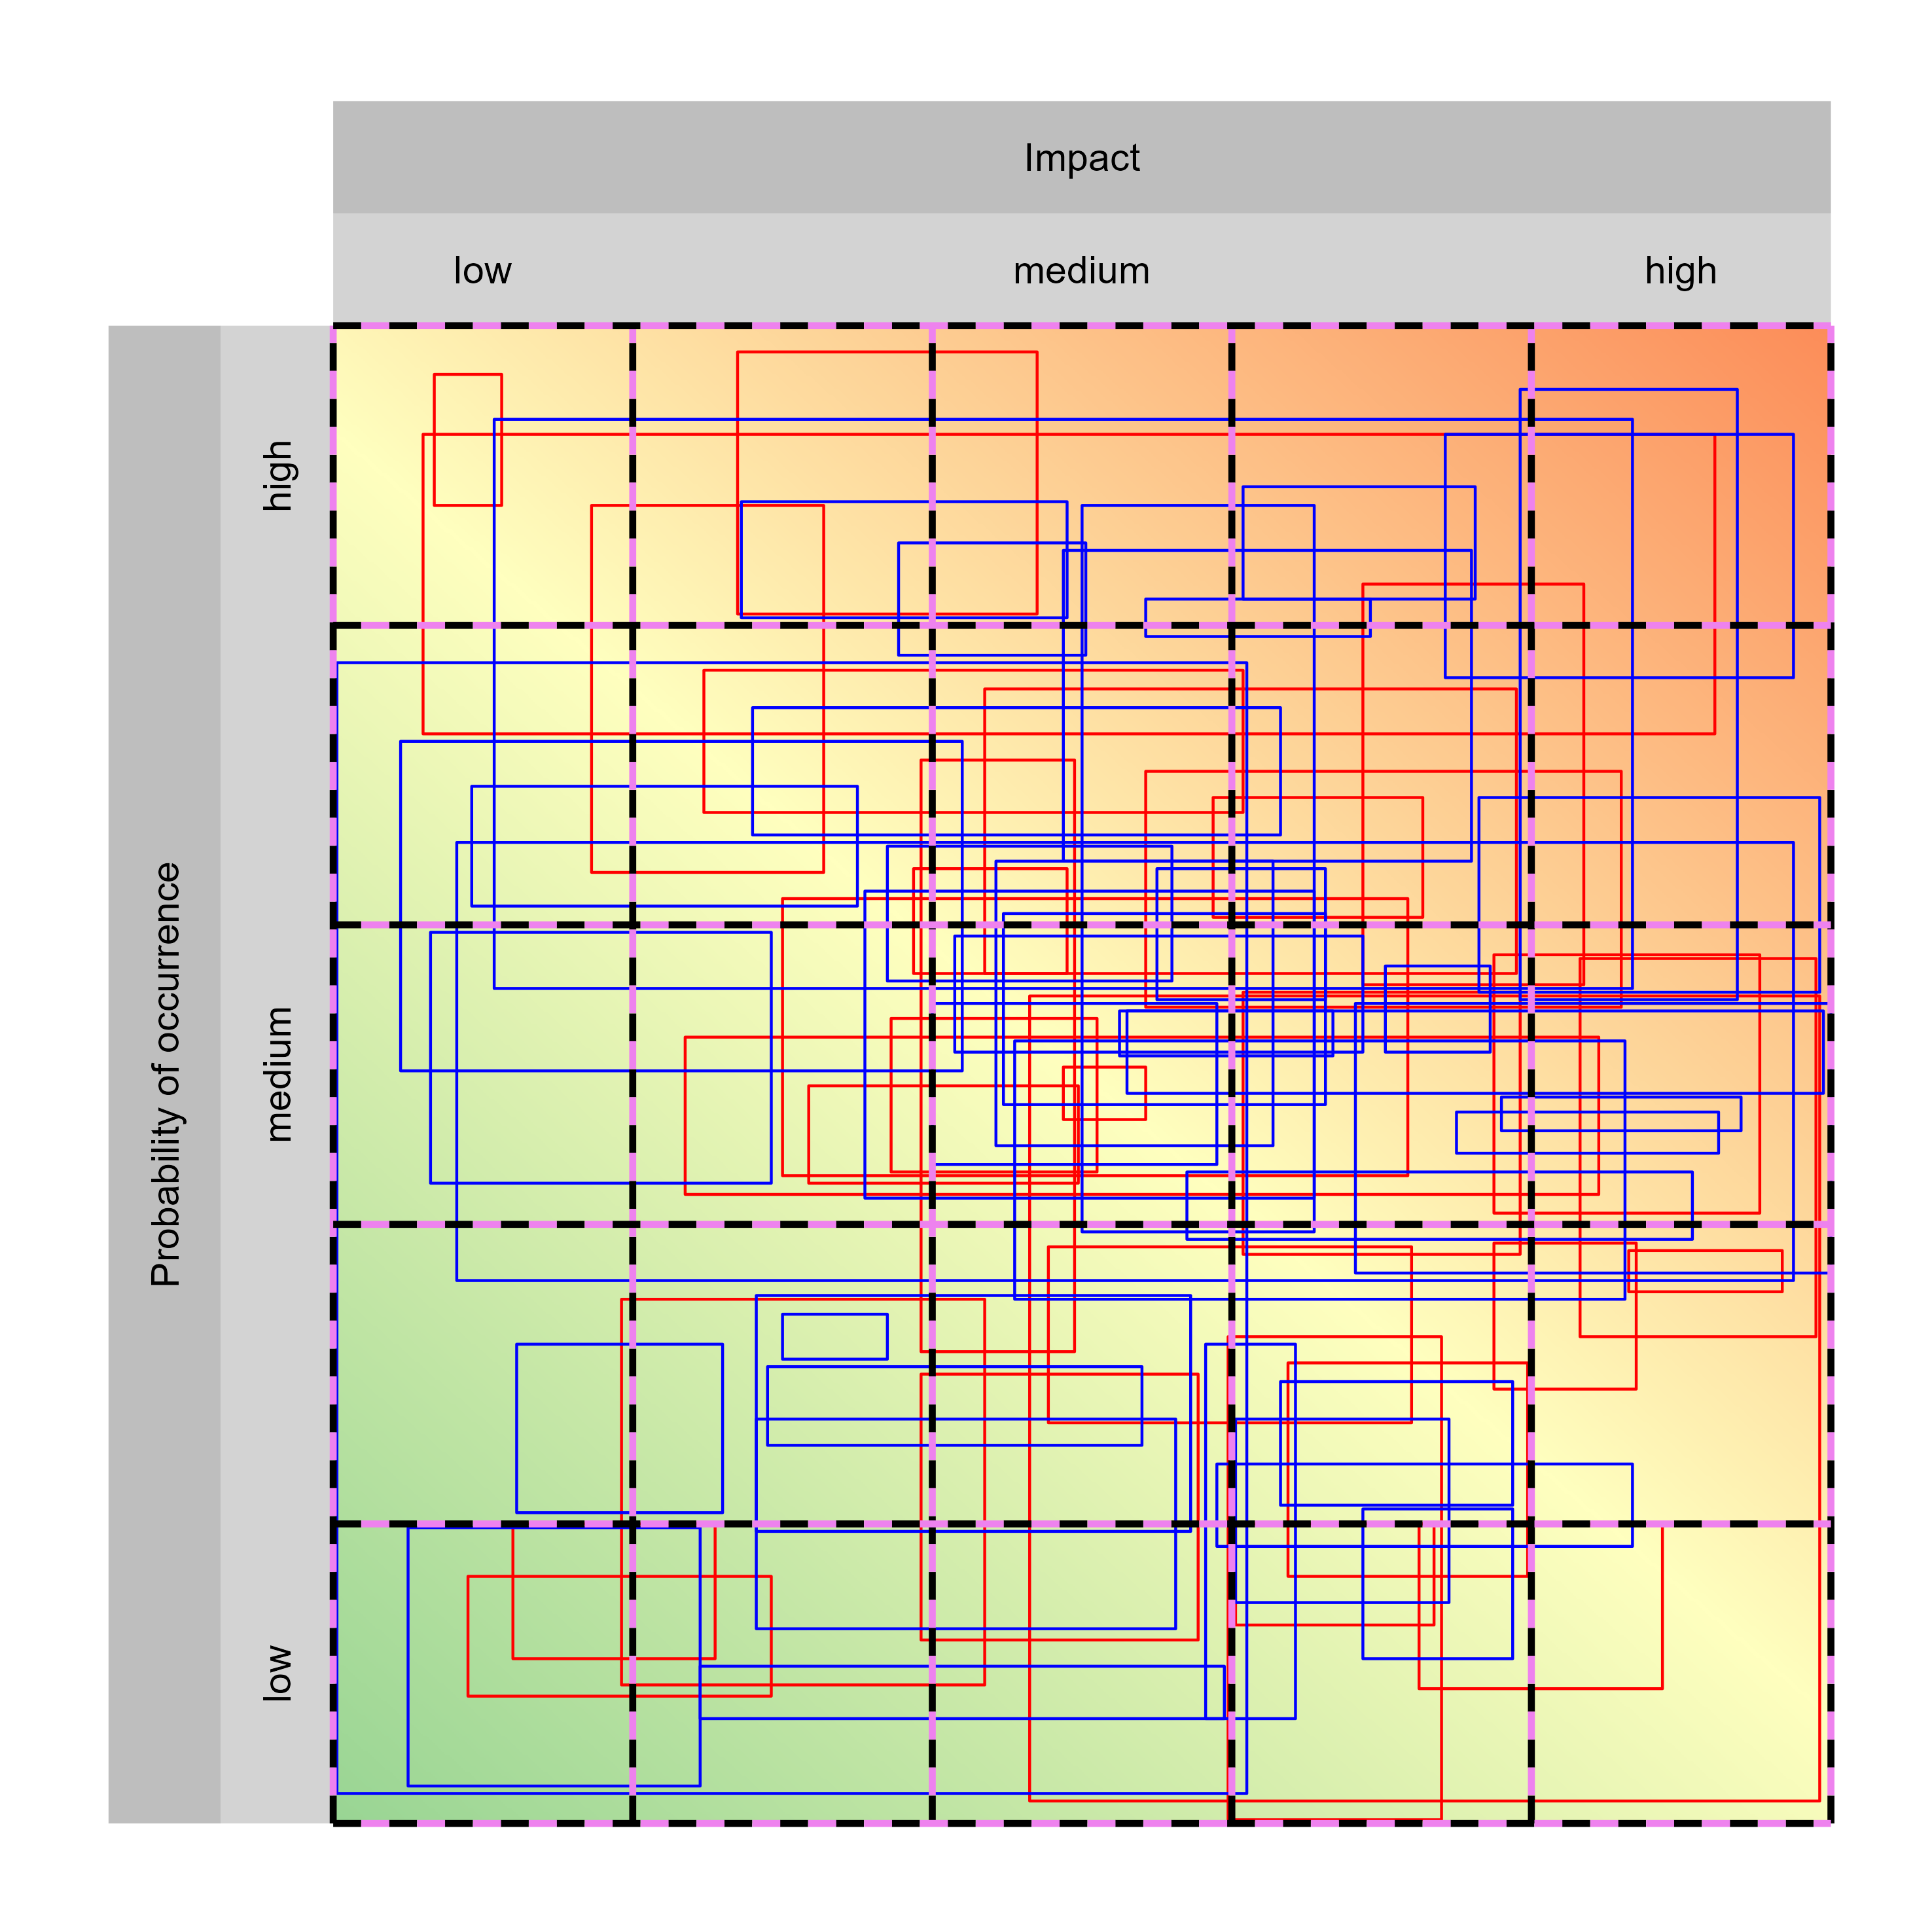 Impact
low
medium
high
Probability of occurrence
high
medium
low